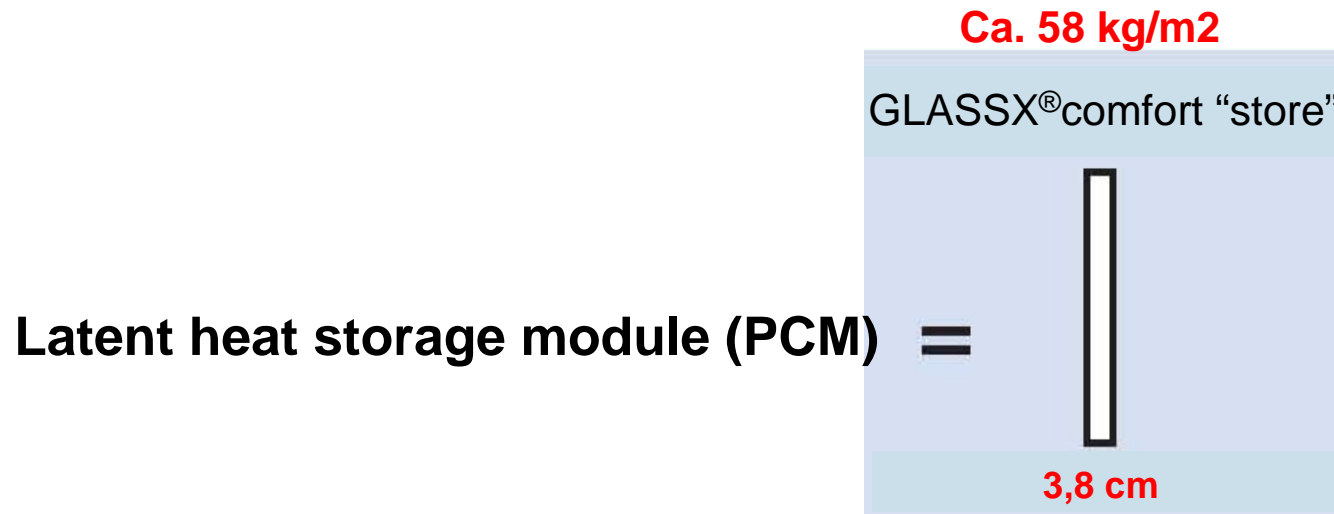 Ca. 58 kg/m2
GLASSX®comfort “store”
Latent heat storage module (PCM) =
3,8 cm